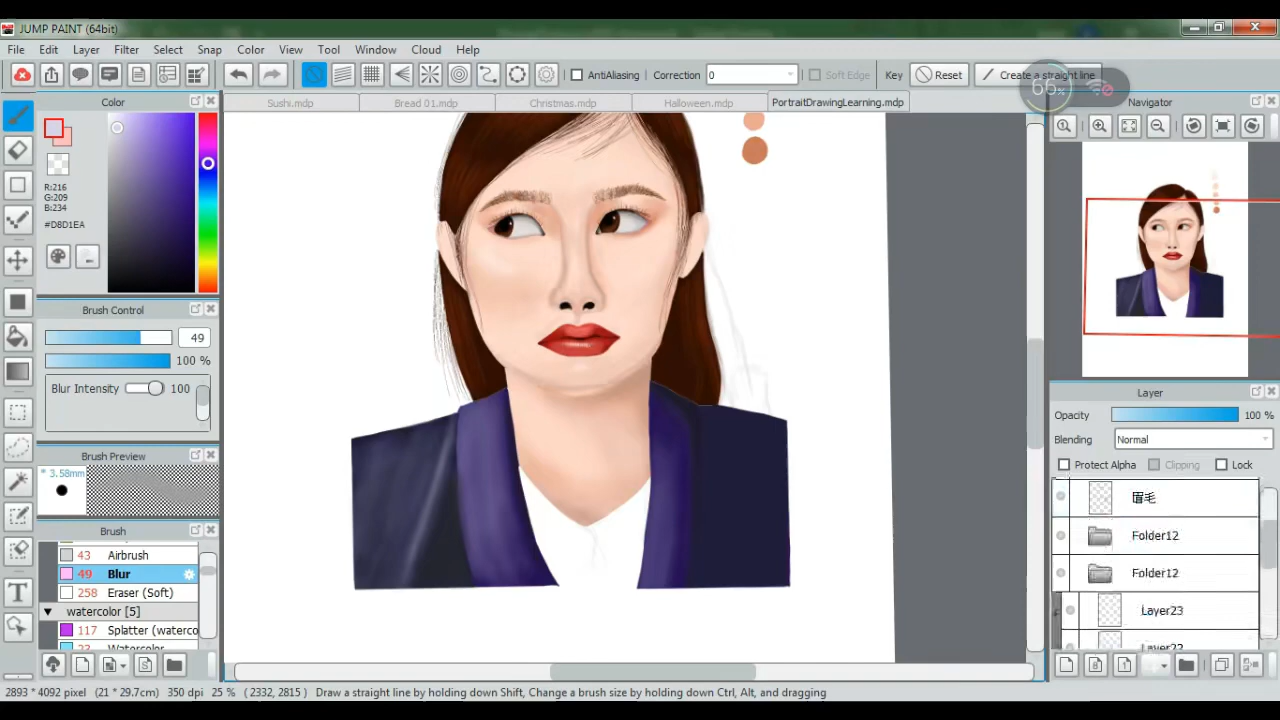 JUMP PAINT (64bit)
File Edit Layer Filter Select Snap Color View Tool Window Cloud Help
AntiAliasing Correction 0 Soft Edge Key Reset Create a straight line
66%
Color
Sushi.mdp Bread 01.mdp Christmas.mdp Halloween.mdp PortraitDrawingLearning.mdp
Navigator
R:216
G:209
B:234
#D8D1EA
Brush Control
49
100 %
Blur Intensity 100
Brush Preview
* 3.58mm
Brush
43 Airbrush
49 Blur
258 Eraser (Soft)
watercolor [5]
117 Splatter (waterco
Layer
Opacity 100 %
Blending Normal
Protect Alpha Clipping Lock
眉毛
Folder12
Folder12
Layer23
2893 * 4092 pixel (21 * 29.7cm) 350 dpi 25 % ( 2332, 2815 ) Draw a straight line by holding down Shift, Change a brush size by holding down Ctrl, Alt, and dragging